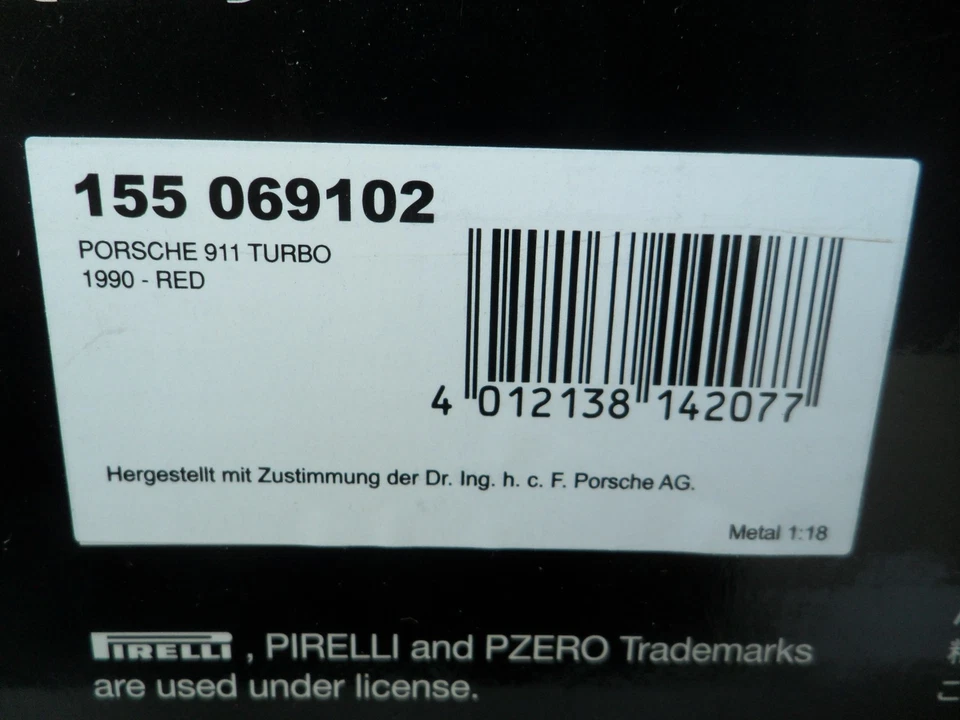 155 069102
PORSCHE 911 TURBO
1990 - RED
4 012138 142077
Hergestellt mit Zustimmung der Dr. Ing. h. c. F. Porsche AG.
Metal 1:18
PIRELLI , PIRELLI and PZERO Trademarks
are used under license.